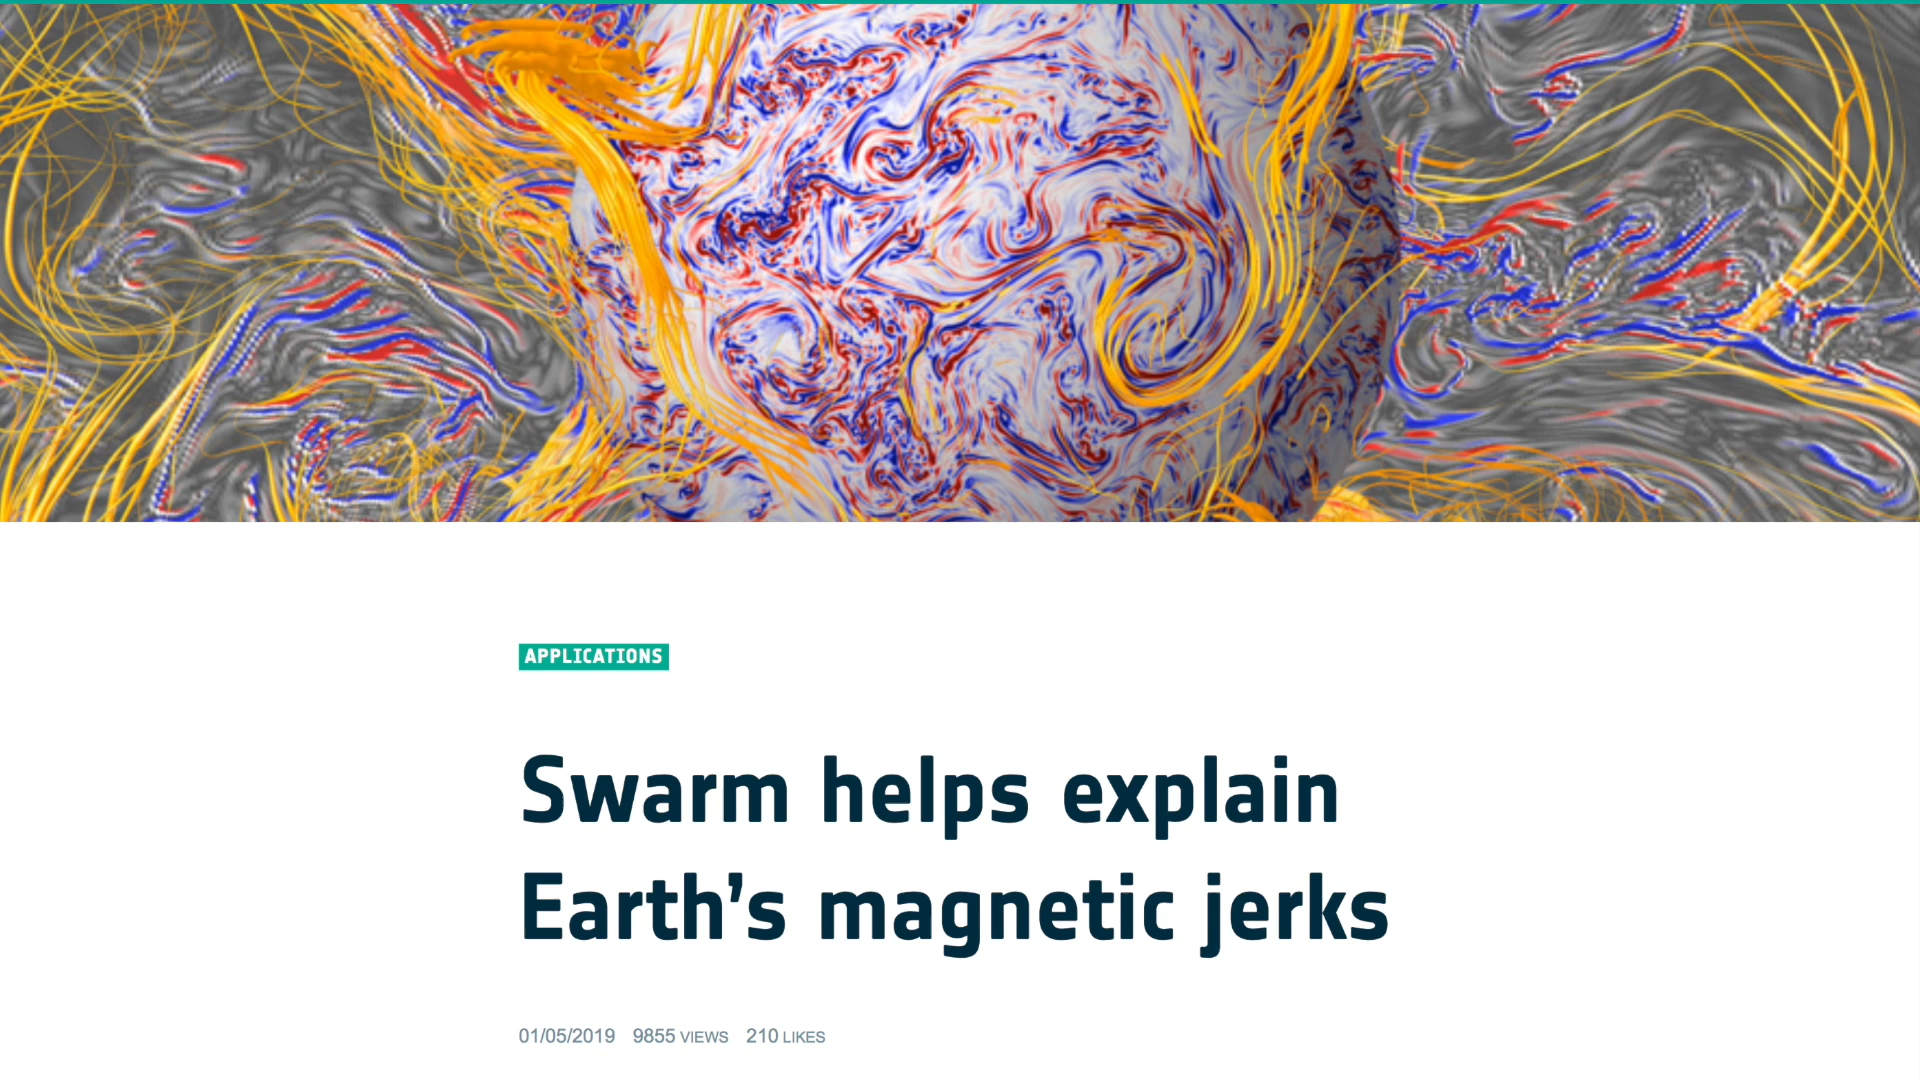 APPLICATIONS
Swarm helps explain
Earth’s magnetic jerks
01/05/2019 9855 VIEWS 210 LIKES